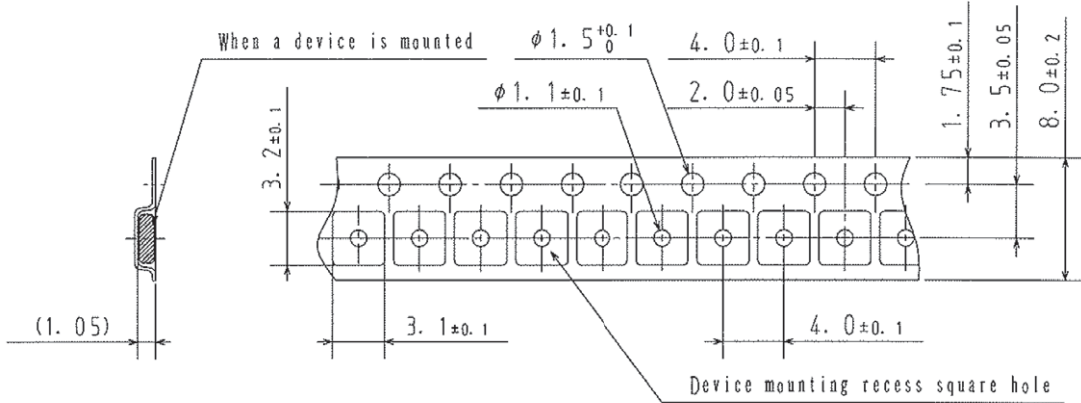 When a device is mounted
φ1.5 +0.1 0
4.0±0.1
φ1.1±0.1
2.0±0.05
1.75±0.1
3.5±0.05
8.0±0.2
3.2±0.1
(1.05)
3.1±0.1
4.0±0.1
Device mounting recess square hole